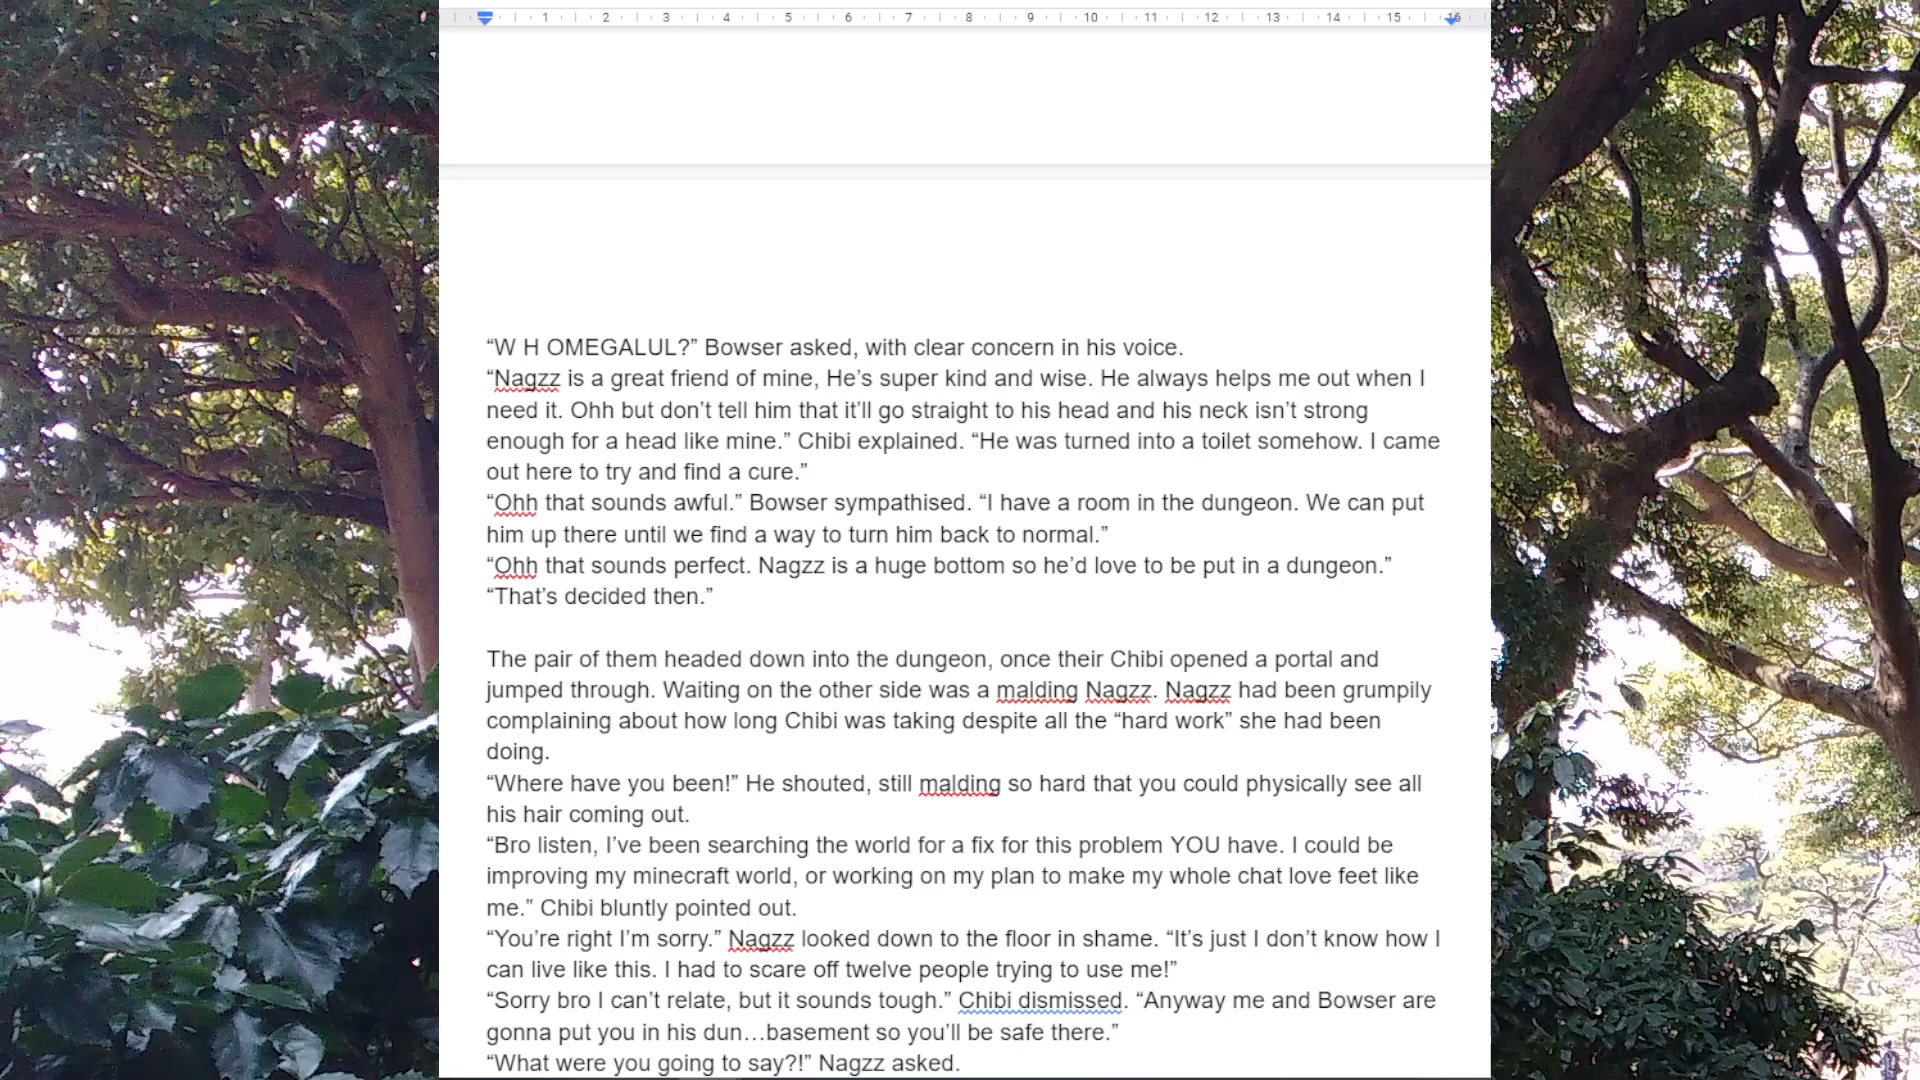 1 2 3 4 5 6 7 8 9 10 11 12 13 14 15 16
“W H OMEGALUL?” Bowser asked, with clear concern in his voice.
“Nagzz is a great friend of mine, He’s super kind and wise. He always helps me out when I
need it. Ohh but don’t tell him that it’ll go straight to his head and his neck isn’t strong
enough for a head like mine.” Chibi explained. “He was turned into a toilet somehow. I came
out here to try and find a cure.”
“Ohh that sounds awful.” Bowser sympathised. “I have a room in the dungeon. We can put
him up there until we find a way to turn him back to normal.”
“Ohh that sounds perfect. Nagzz is a huge bottom so he’d love to be put in a dungeon.”
“That’s decided then.”
The pair of them headed down into the dungeon, once their Chibi opened a portal and
jumped through. Waiting on the other side was a malding Nagzz. Nagzz had been grumpily
complaining about how long Chibi was taking despite all the “hard work” she had been
doing.
“Where have you been!” He shouted, still malding so hard that you could physically see all
his hair coming out.
“Bro listen, I’ve been searching the world for a fix for this problem YOU have. I could be
improving my minecraft world, or working on my plan to make my whole chat love feet like
me.” Chibi bluntly pointed out.
“You’re right I’m sorry.” Nagzz looked down to the floor in shame. “It’s just I don’t know how I
can live like this. I had to scare off twelve people trying to use me!”
“Sorry bro I can’t relate, but it sounds tough.” Chibi dismissed. “Anyway me and Bowser are
gonna put you in his dun…basement so you’ll be safe there.”
“What were you going to say?!” Nagzz asked.